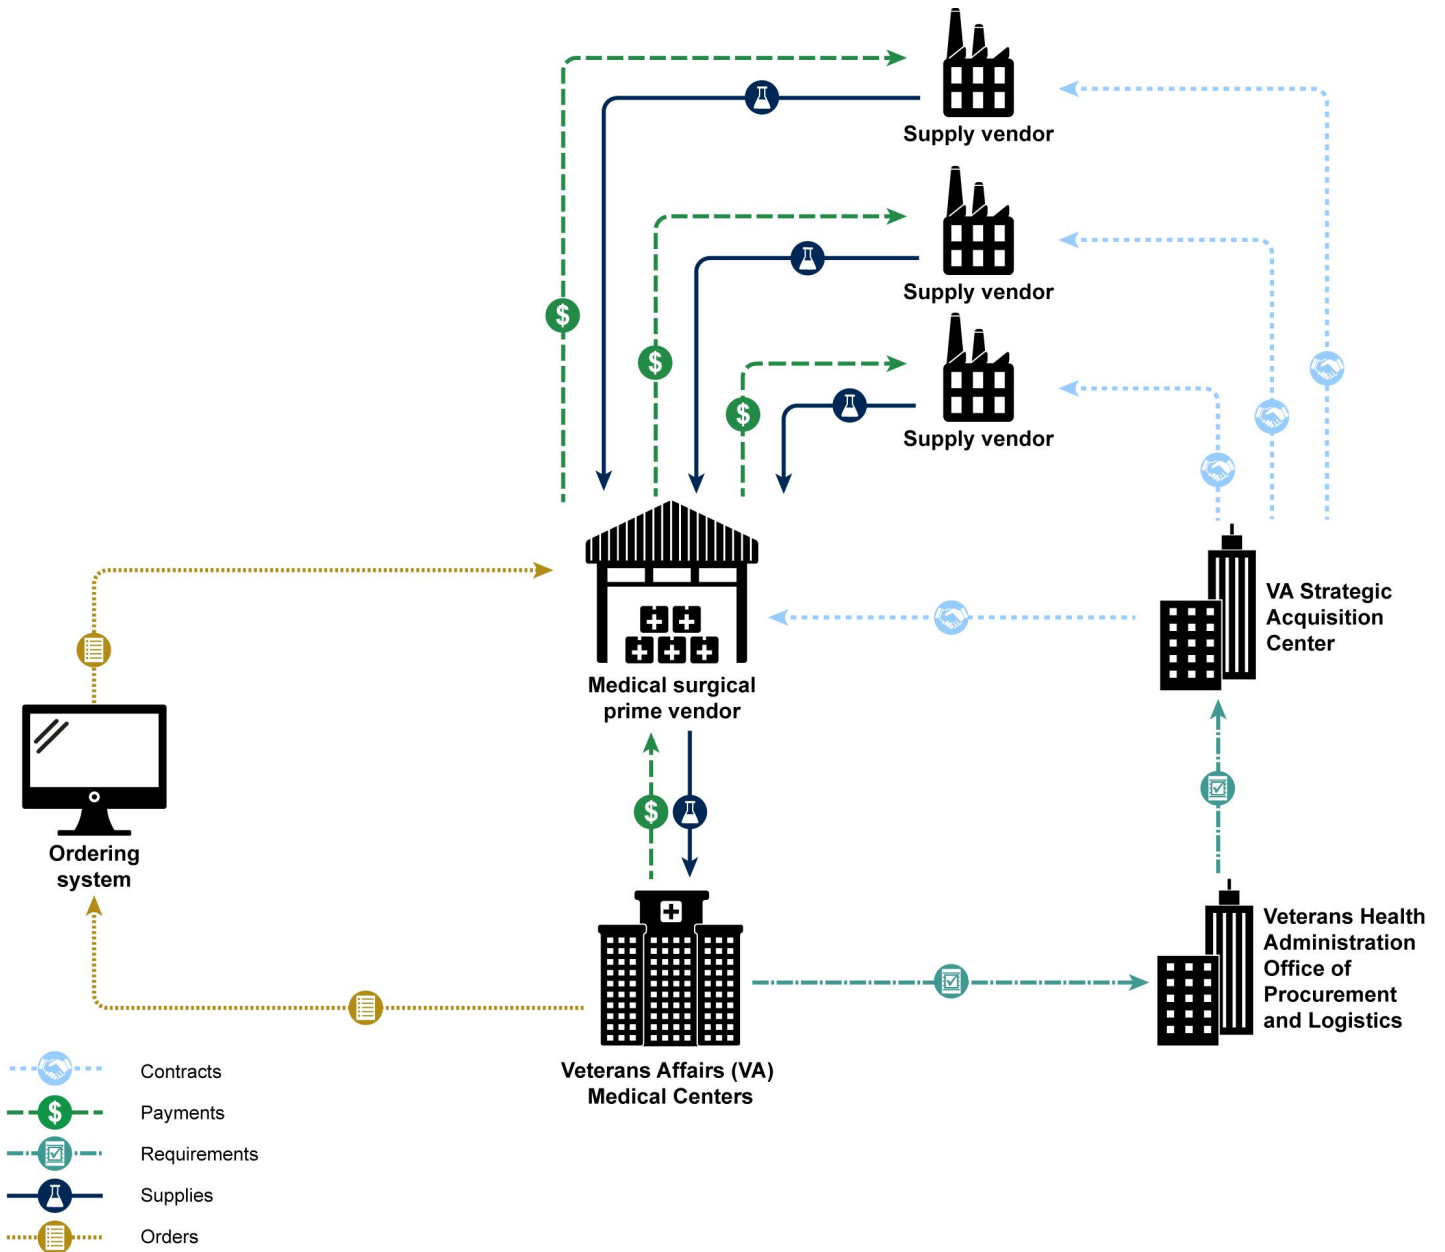 Supply vendor
Supply vendor
Supply vendor
$
$
$
VA Strategic
Acquisition
Center
Medical surgical
prime vendor
$
Ordering
system
Veterans Health
Administration
Office of
Procurement
and Logistics
Veterans Affairs (VA)
Medical Centers
Contracts
$ Payments
Requirements
Supplies
Orders